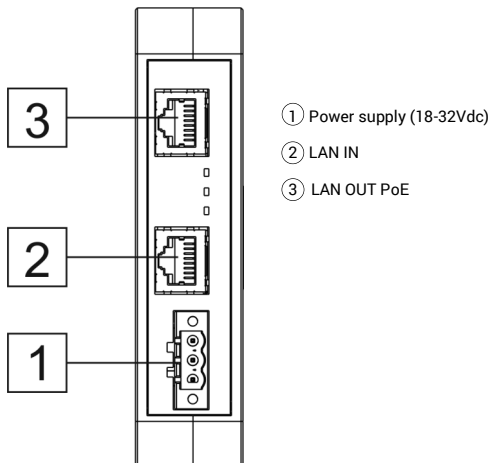 3
2
1
1 Power supply (18-32Vdc)
2 LAN IN
3 LAN OUT PoE